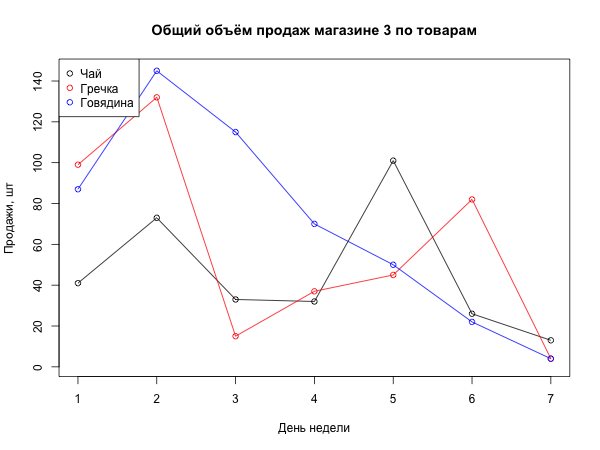 Общий объём продаж магазине 3 по товарам
Чай
Гречка
Говядина
Продажи, шт
0 20 40 60 80 100 120 140
1 2 3 4 5 6 7
День недели